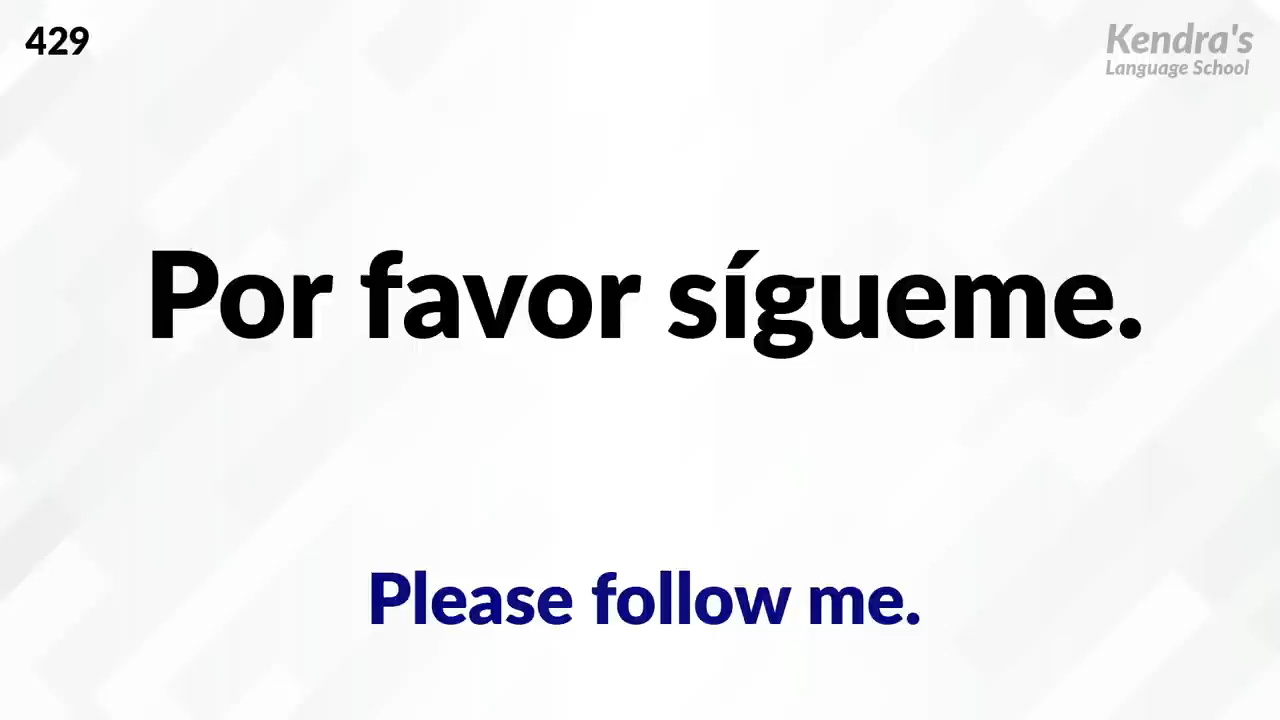 429
Kendra's
Language School
Por favor sígueme.
Please follow me.